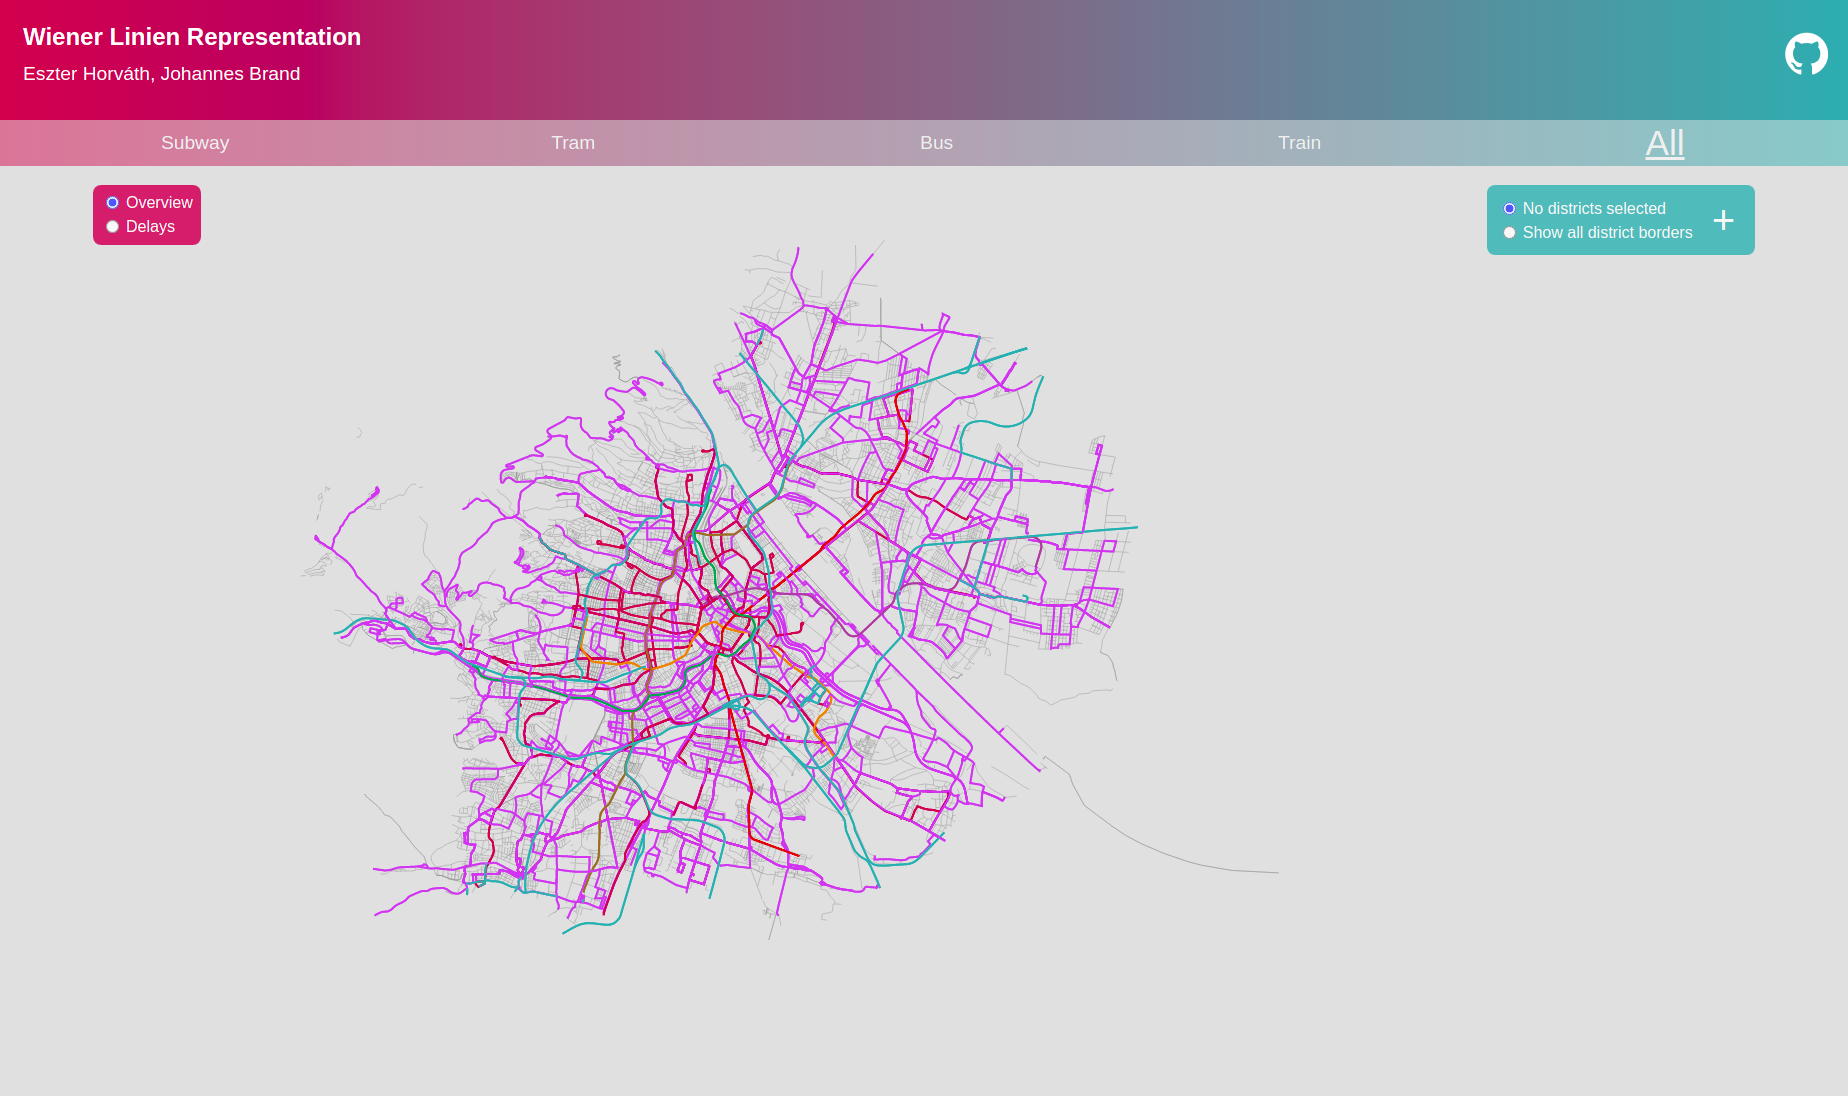 Wiener Linien Representation
Eszter Horváth, Johannes Brand
Subway
Tram
Bus
Train
All
Overview
Delays
No districts selected
Show all district borders
+